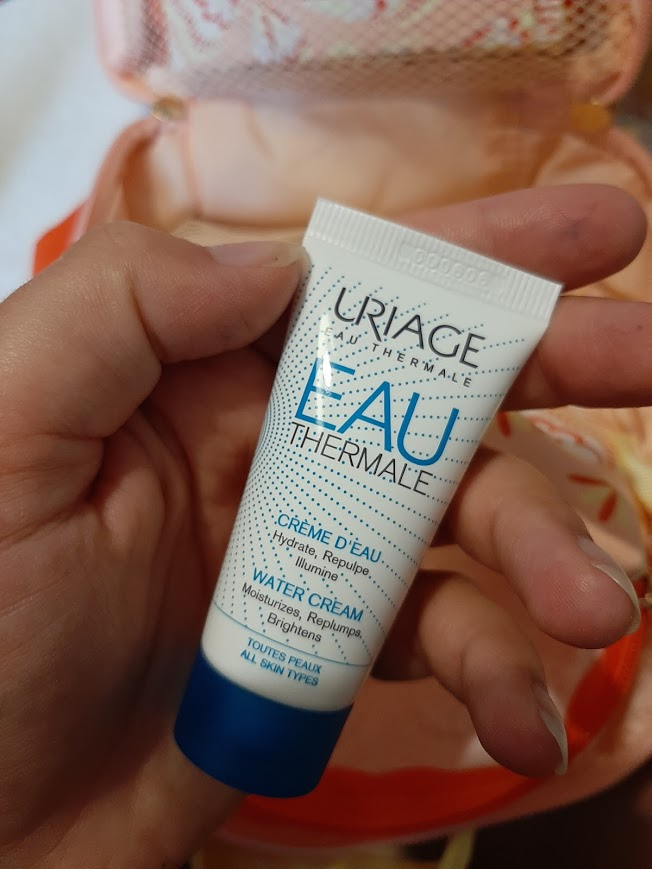 URIAGE
EAU THERMALE
EAU
THERMALE
CRÈME D'EAU
Hydrate, Repulpe,
Illumine
WATER CREAM
Moisturizes, Replumps,
Brightens
TOUTES PEAUX
ALL SKIN TYPES